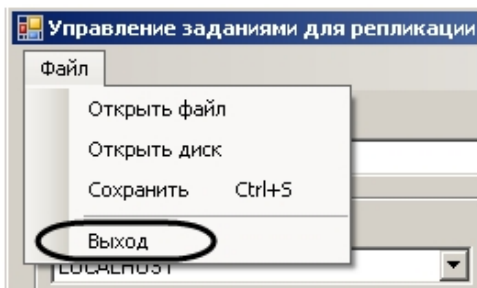 Управление заданиями для репликации
Файл
Открыть файл
Открыть диск
Сохранить Ctrl+S
Выход
LOCALHOST